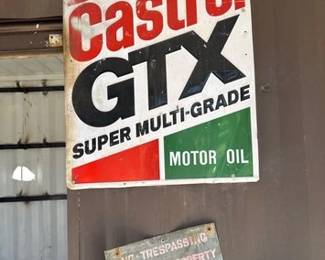 Castrol
GTX
SUPER MULTI-GRADE
MOTOR OIL
NO TRESPASSING
PROPERTY